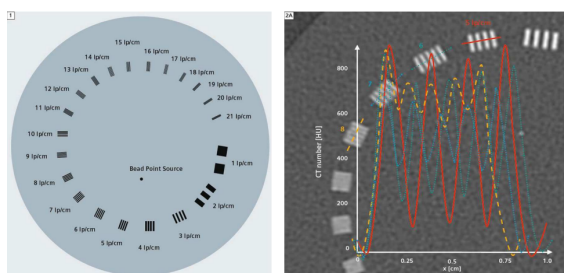 1
15 lp/cm
14 lp/cm
16 lp/cm
13 lp/cm
17 lp/cm
12 lp/cm
18 lp/cm
11 lp/cm
19 lp/cm
20 lp/cm
21 lp/cm
10 lp/cm
9 lp/cm
8 lp/cm
7 lp/cm
6 lp/cm
5 lp/cm
4 lp/cm
3 lp/cm
2 lp/cm
1 lp/cm
Bead Point Source
2A
800
600
400
200
0
CT number [HU]
0
0.25
0.5
0.75
1.0
x [cm]
8